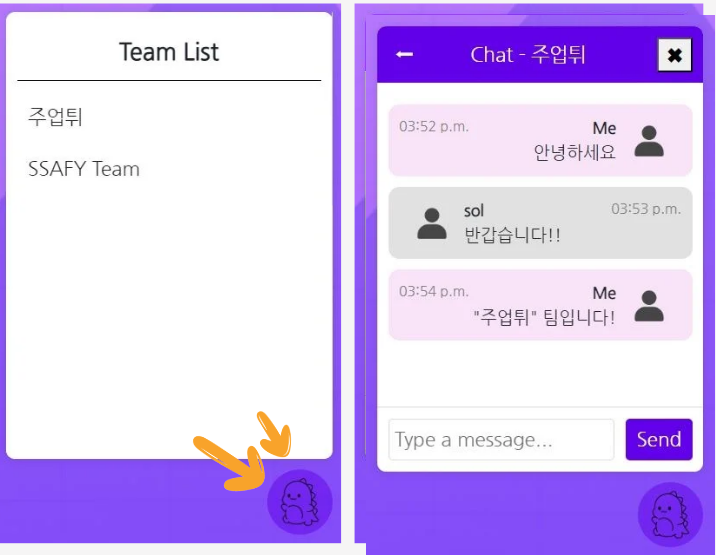 Team List
주업튀
SSAFY Team
← Chat - 주업튀 ✖
03:52 p.m. Me
안녕하세요
sol 03:53 p.m.
반갑습니다!!
03:54 p.m. Me
"주업튀" 팀입니다!
Type a message... Send